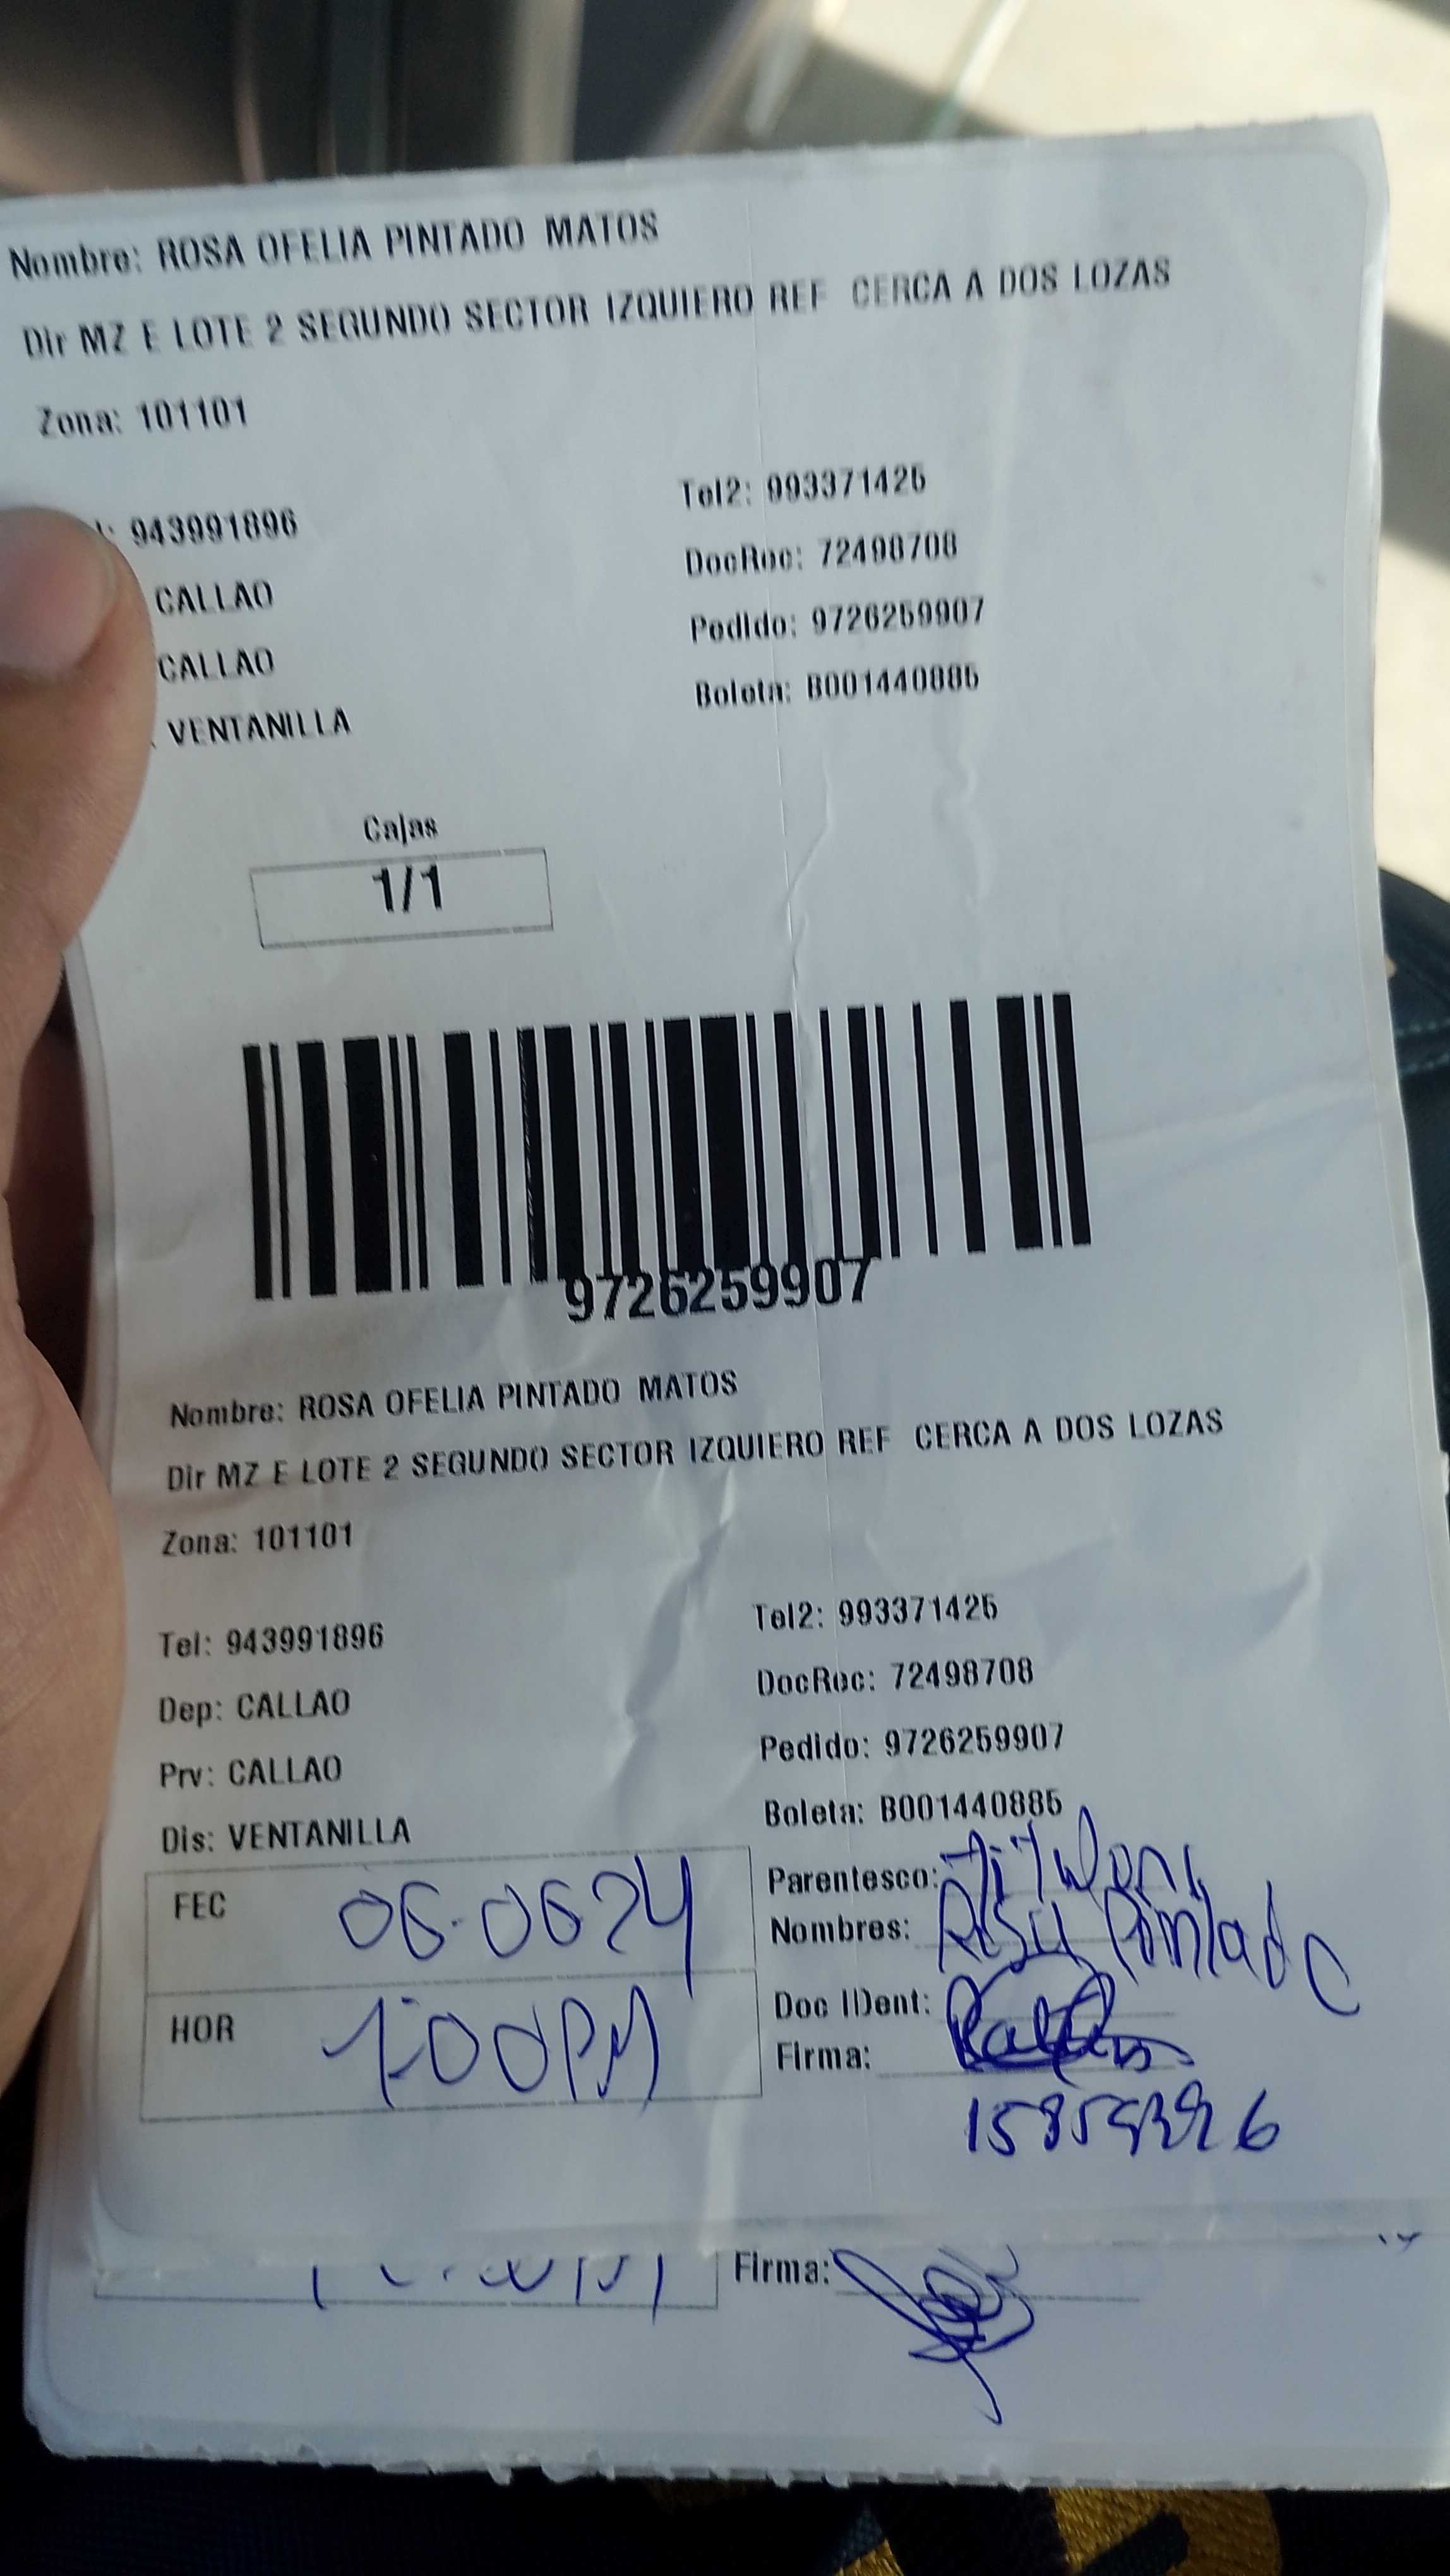 Nombre: ROSA OFELIA PINTADO MATOS
Dir MZ E LOTE 2 SEGUNDO SECTOR IZQUIERO REF CERCA A DOS LOZAS
Zona: 101101
: 943991896 Tel2: 993371425
CALLAO DocRec: 72498708
CALLAO Pedido: 9726259907
VENTANILLA Boleta: B001440885
Cajas
1/1
9726259907
Nombre: ROSA OFELIA PINTADO MATOS
Dir MZ E LOTE 2 SEGUNDO SECTOR IZQUIERO REF CERCA A DOS LOZAS
Zona: 101101
Tel: 943991896 Tel2: 993371425
Dep: CALLAO DocRec: 72498708
Prv: CALLAO Pedido: 9726259907
Dis: VENTANILLA Boleta: B001440885
FEC 06.0624 Parentesco:
Nombres: Rosa Pintado
HOR 1:00PM Doc IDent:
Firma:
Firma: